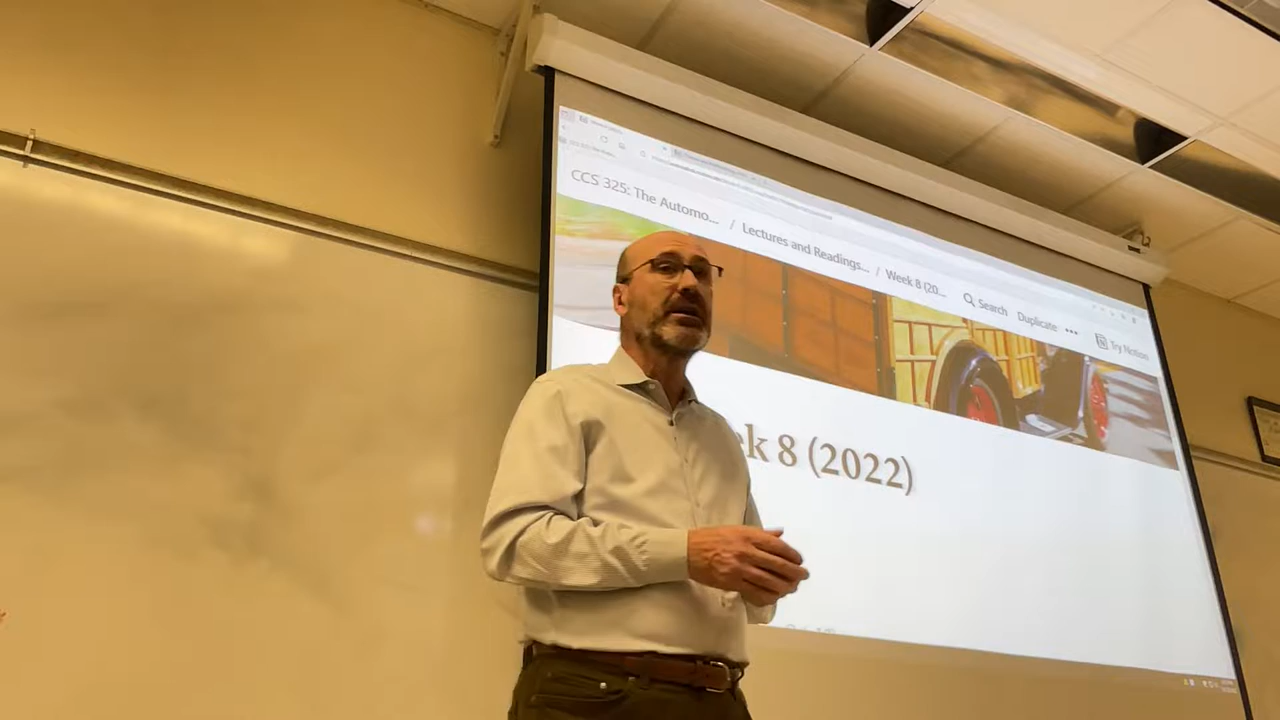 CCS 325: The Automo... / Lectures and Readings... / Week 8 (20... Search Duplicate ••• Try Notion
ek 8 (2022)